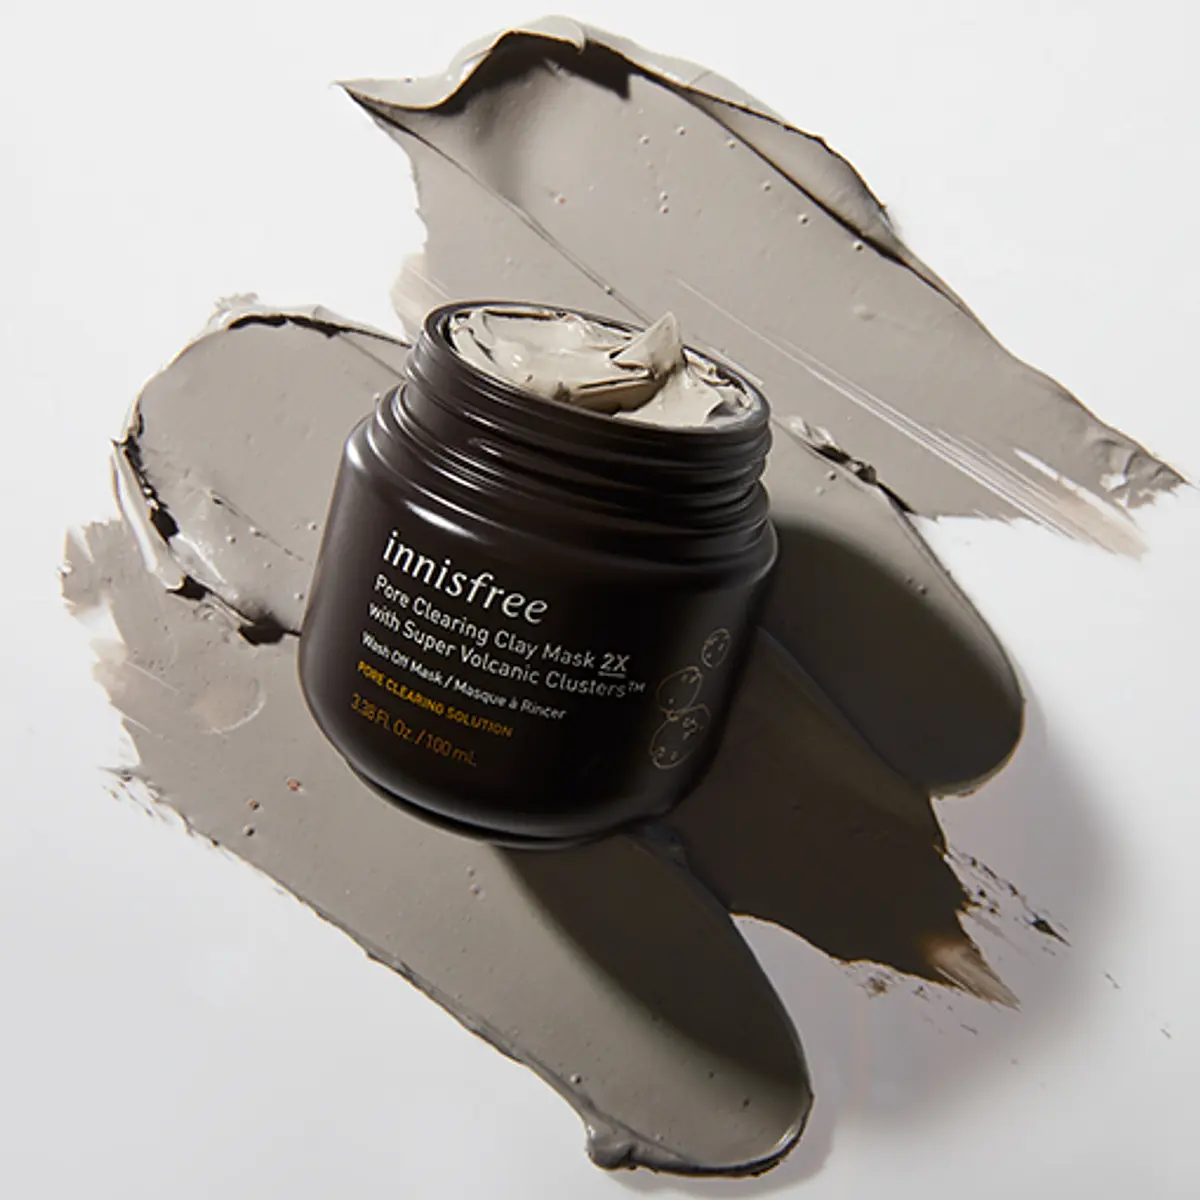 innisfree
Pore Clearing Clay Mask 2X
with Super Volcanic Clusters™
Wash Off Mask / Masque à Rincer
PORE CLEARING SOLUTION
3.38 FL. Oz. / 100 mL